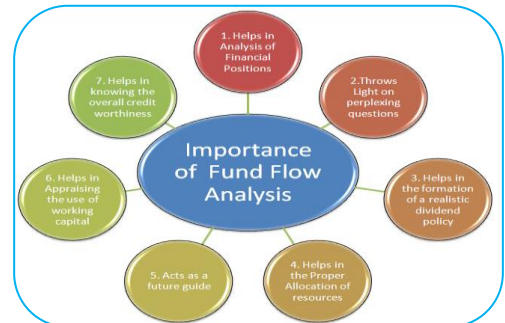 Importance
of Fund Flow
Analysis
1. Helps in
Analysis of
Financial
Positions
2.Throws
Light on
perplexing
questions
3. Helps in
the formation
of a realistic
dividend
policy
4. Helps in
the Proper
Allocation of
resources
5. Acts as a
future guide
6. Helps in
Appraising
the use of
working
capital
7. Helps in
knowing the
overall credit
worthiness